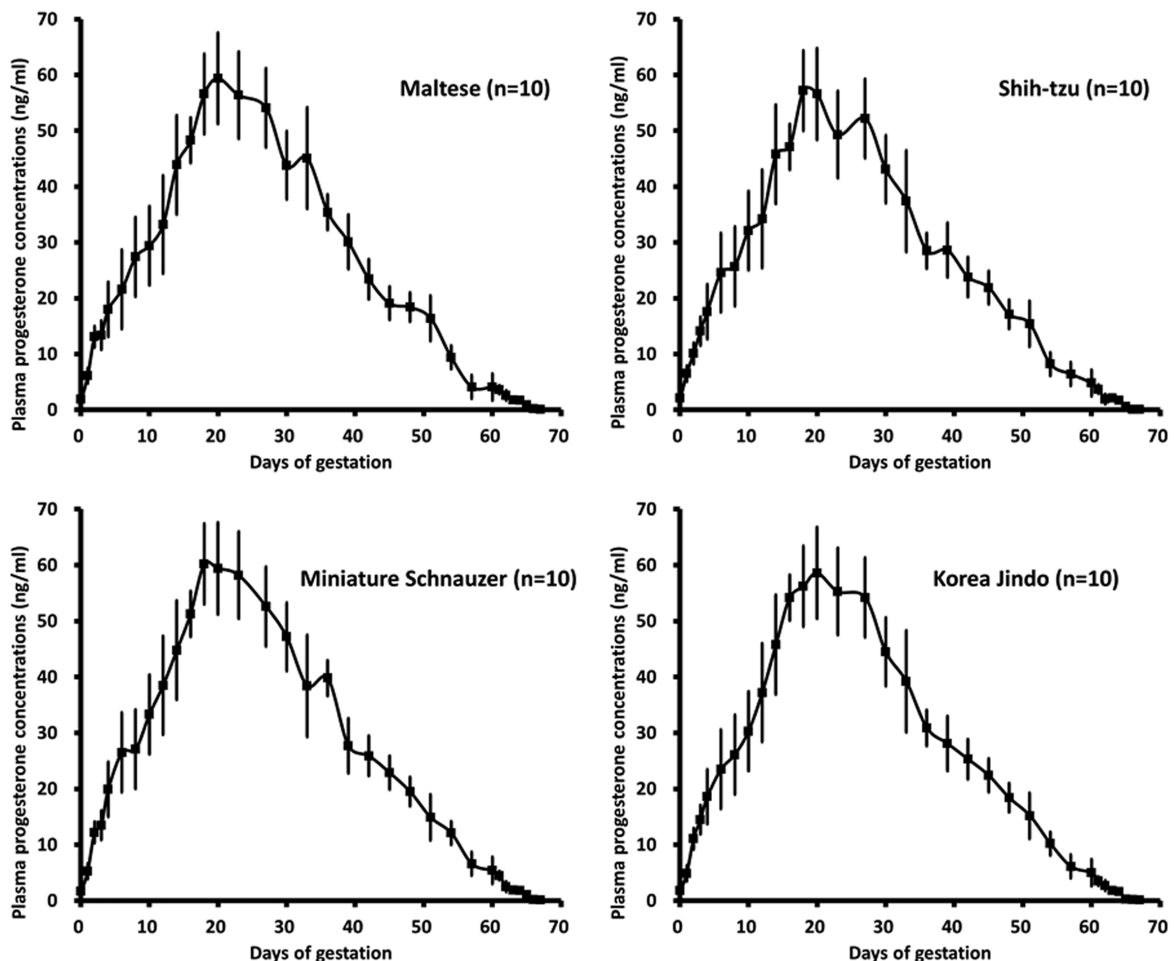 Plasma progesterone concentrations (ng/ml)
70
60
50
40
30
20
10
0
Maltese (n=10)
0 10 20 30 40 50 60 70
Days of gestation
Plasma progesterone concentrations (ng/ml)
70
60
50
40
30
20
10
0
Shih-tzu (n=10)
0 10 20 30 40 50 60 70
Days of gestation
Plasma progesterone concentrations (ng/ml)
70
60
50
40
30
20
10
0
Miniature Schnauzer (n=10)
0 10 20 30 40 50 60 70
Days of gestation
Plasma progesterone concentrations (ng/ml)
70
60
50
40
30
20
10
0
Korea Jindo (n=10)
0 10 20 30 40 50 60 70
Days of gestation